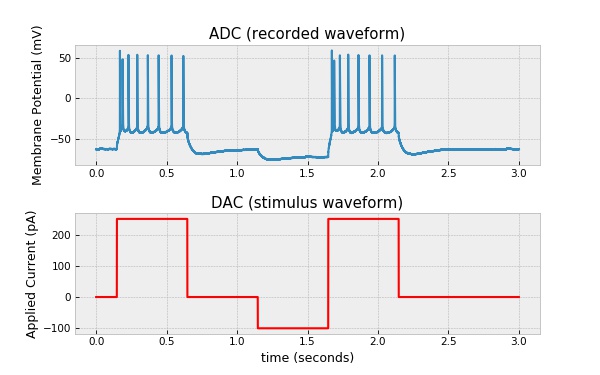 ADC (recorded waveform)
Membrane Potential (mV)
50
0
−50
0.0 0.5 1.0 1.5 2.0 2.5 3.0
DAC (stimulus waveform)
Applied Current (pA)
200
100
0
−100
0.0 0.5 1.0 1.5 2.0 2.5 3.0
time (seconds)